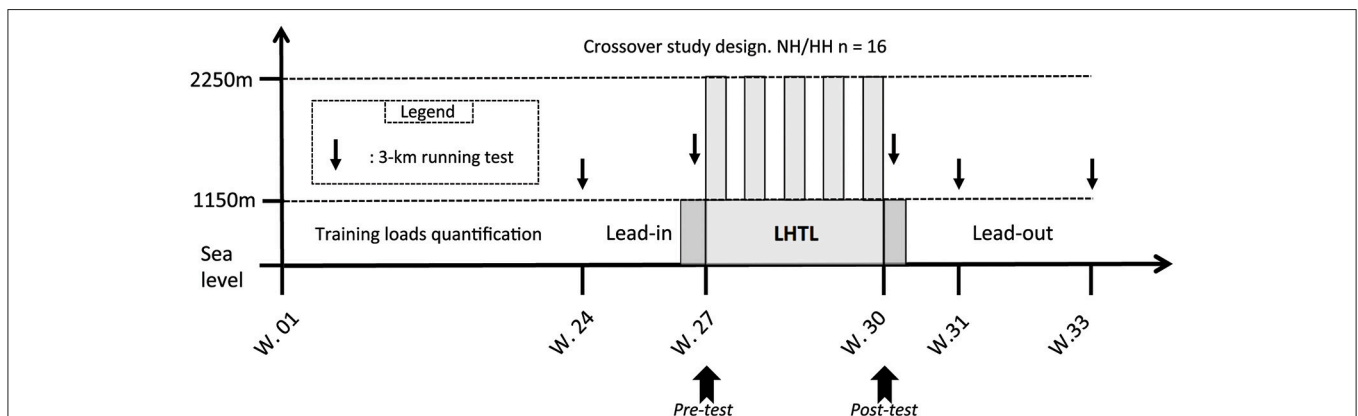 Crossover study design. NH/HH n = 16
2250m
Legend
: 3-km running test
1150m
Training loads quantification
Lead-in
LHTL
Lead-out
Sea
level
W. 01
W. 24
W. 27
W. 30
W.31
W.33
Pre-test
Post-test